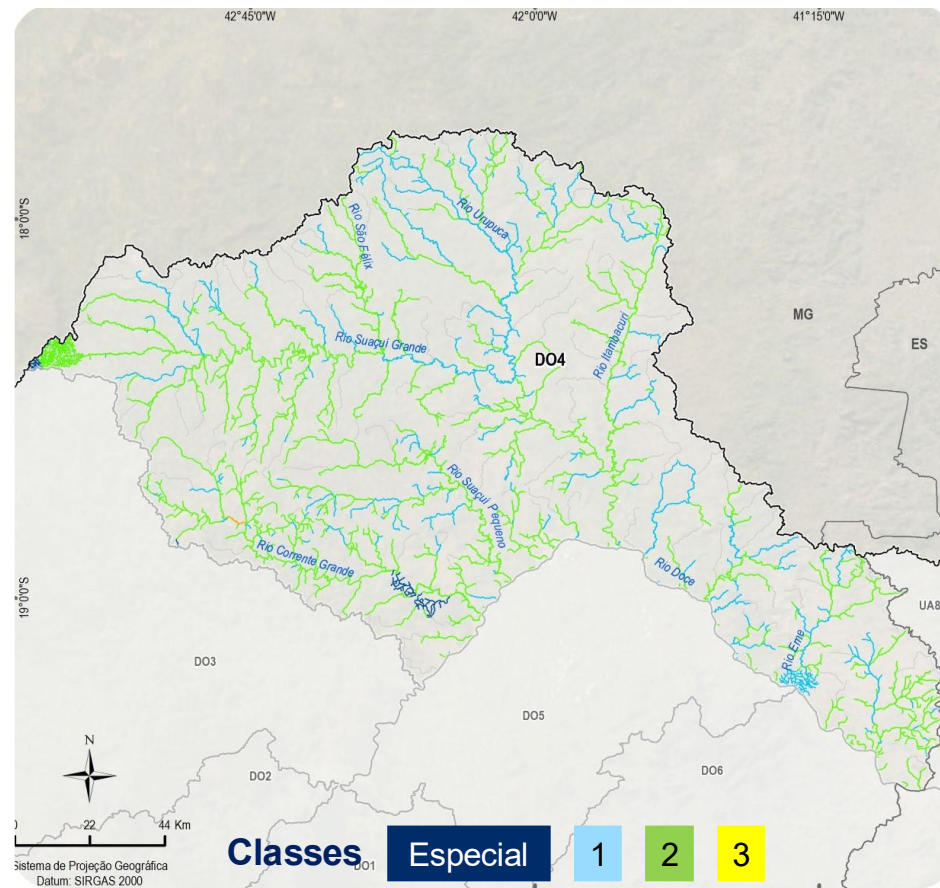 42°45'0"W
42°0'0"W
41°15'0"W
18°0'0"S
19°0'0"S
Rio São Félix
Rio Urupuca
Rio Suaçuí Grande
Rio Itambacuri
DO4
MG
ES
Rio Suaçuí Pequeno
Rio Corrente Grande
Rio Doce
Rio Eme
UA8
DO3
DO5
DO6
DO2
DO1
N
0 22 44 Km
Sistema de Projeção Geográfica
Datum: SIRGAS 2000
Classes Especial 1 2 3